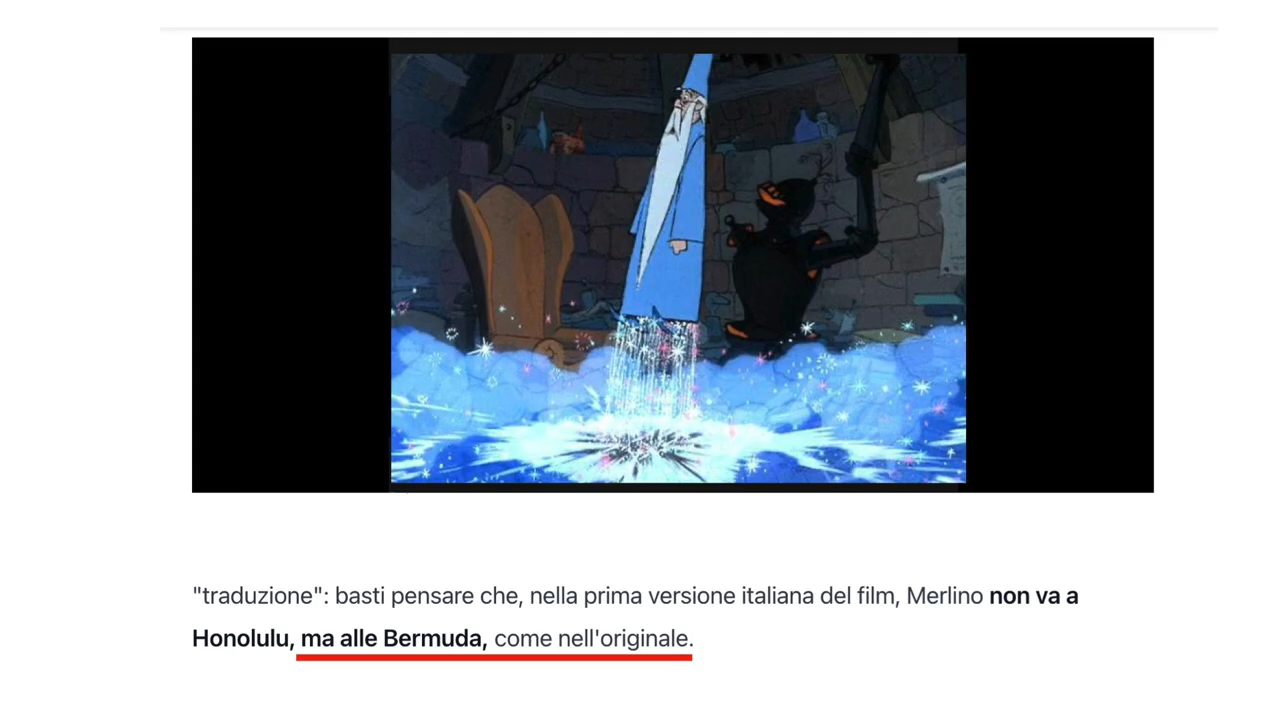 "traduzione": basti pensare che, nella prima versione italiana del film, Merlino non va a
Honolulu, ma alle Bermuda, come nell'originale.